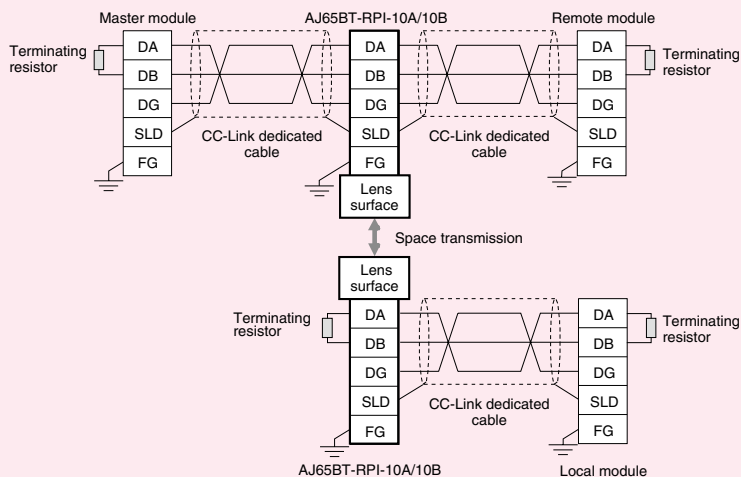 Master module
AJ65BT-RPI-10A/10B
Remote module
Terminating
resistor
DA
DB
DG
SLD
FG
CC-Link dedicated
cable
DA
DB
DG
SLD
FG
Lens
surface
CC-Link dedicated
cable
DA
DB
DG
SLD
FG
Terminating
resistor
Space transmission
Lens
surface
Terminating
resistor
DA
DB
DG
SLD
FG
AJ65BT-RPI-10A/10B
CC-Link dedicated
cable
DA
DB
DG
SLD
FG
Terminating
resistor
Local module